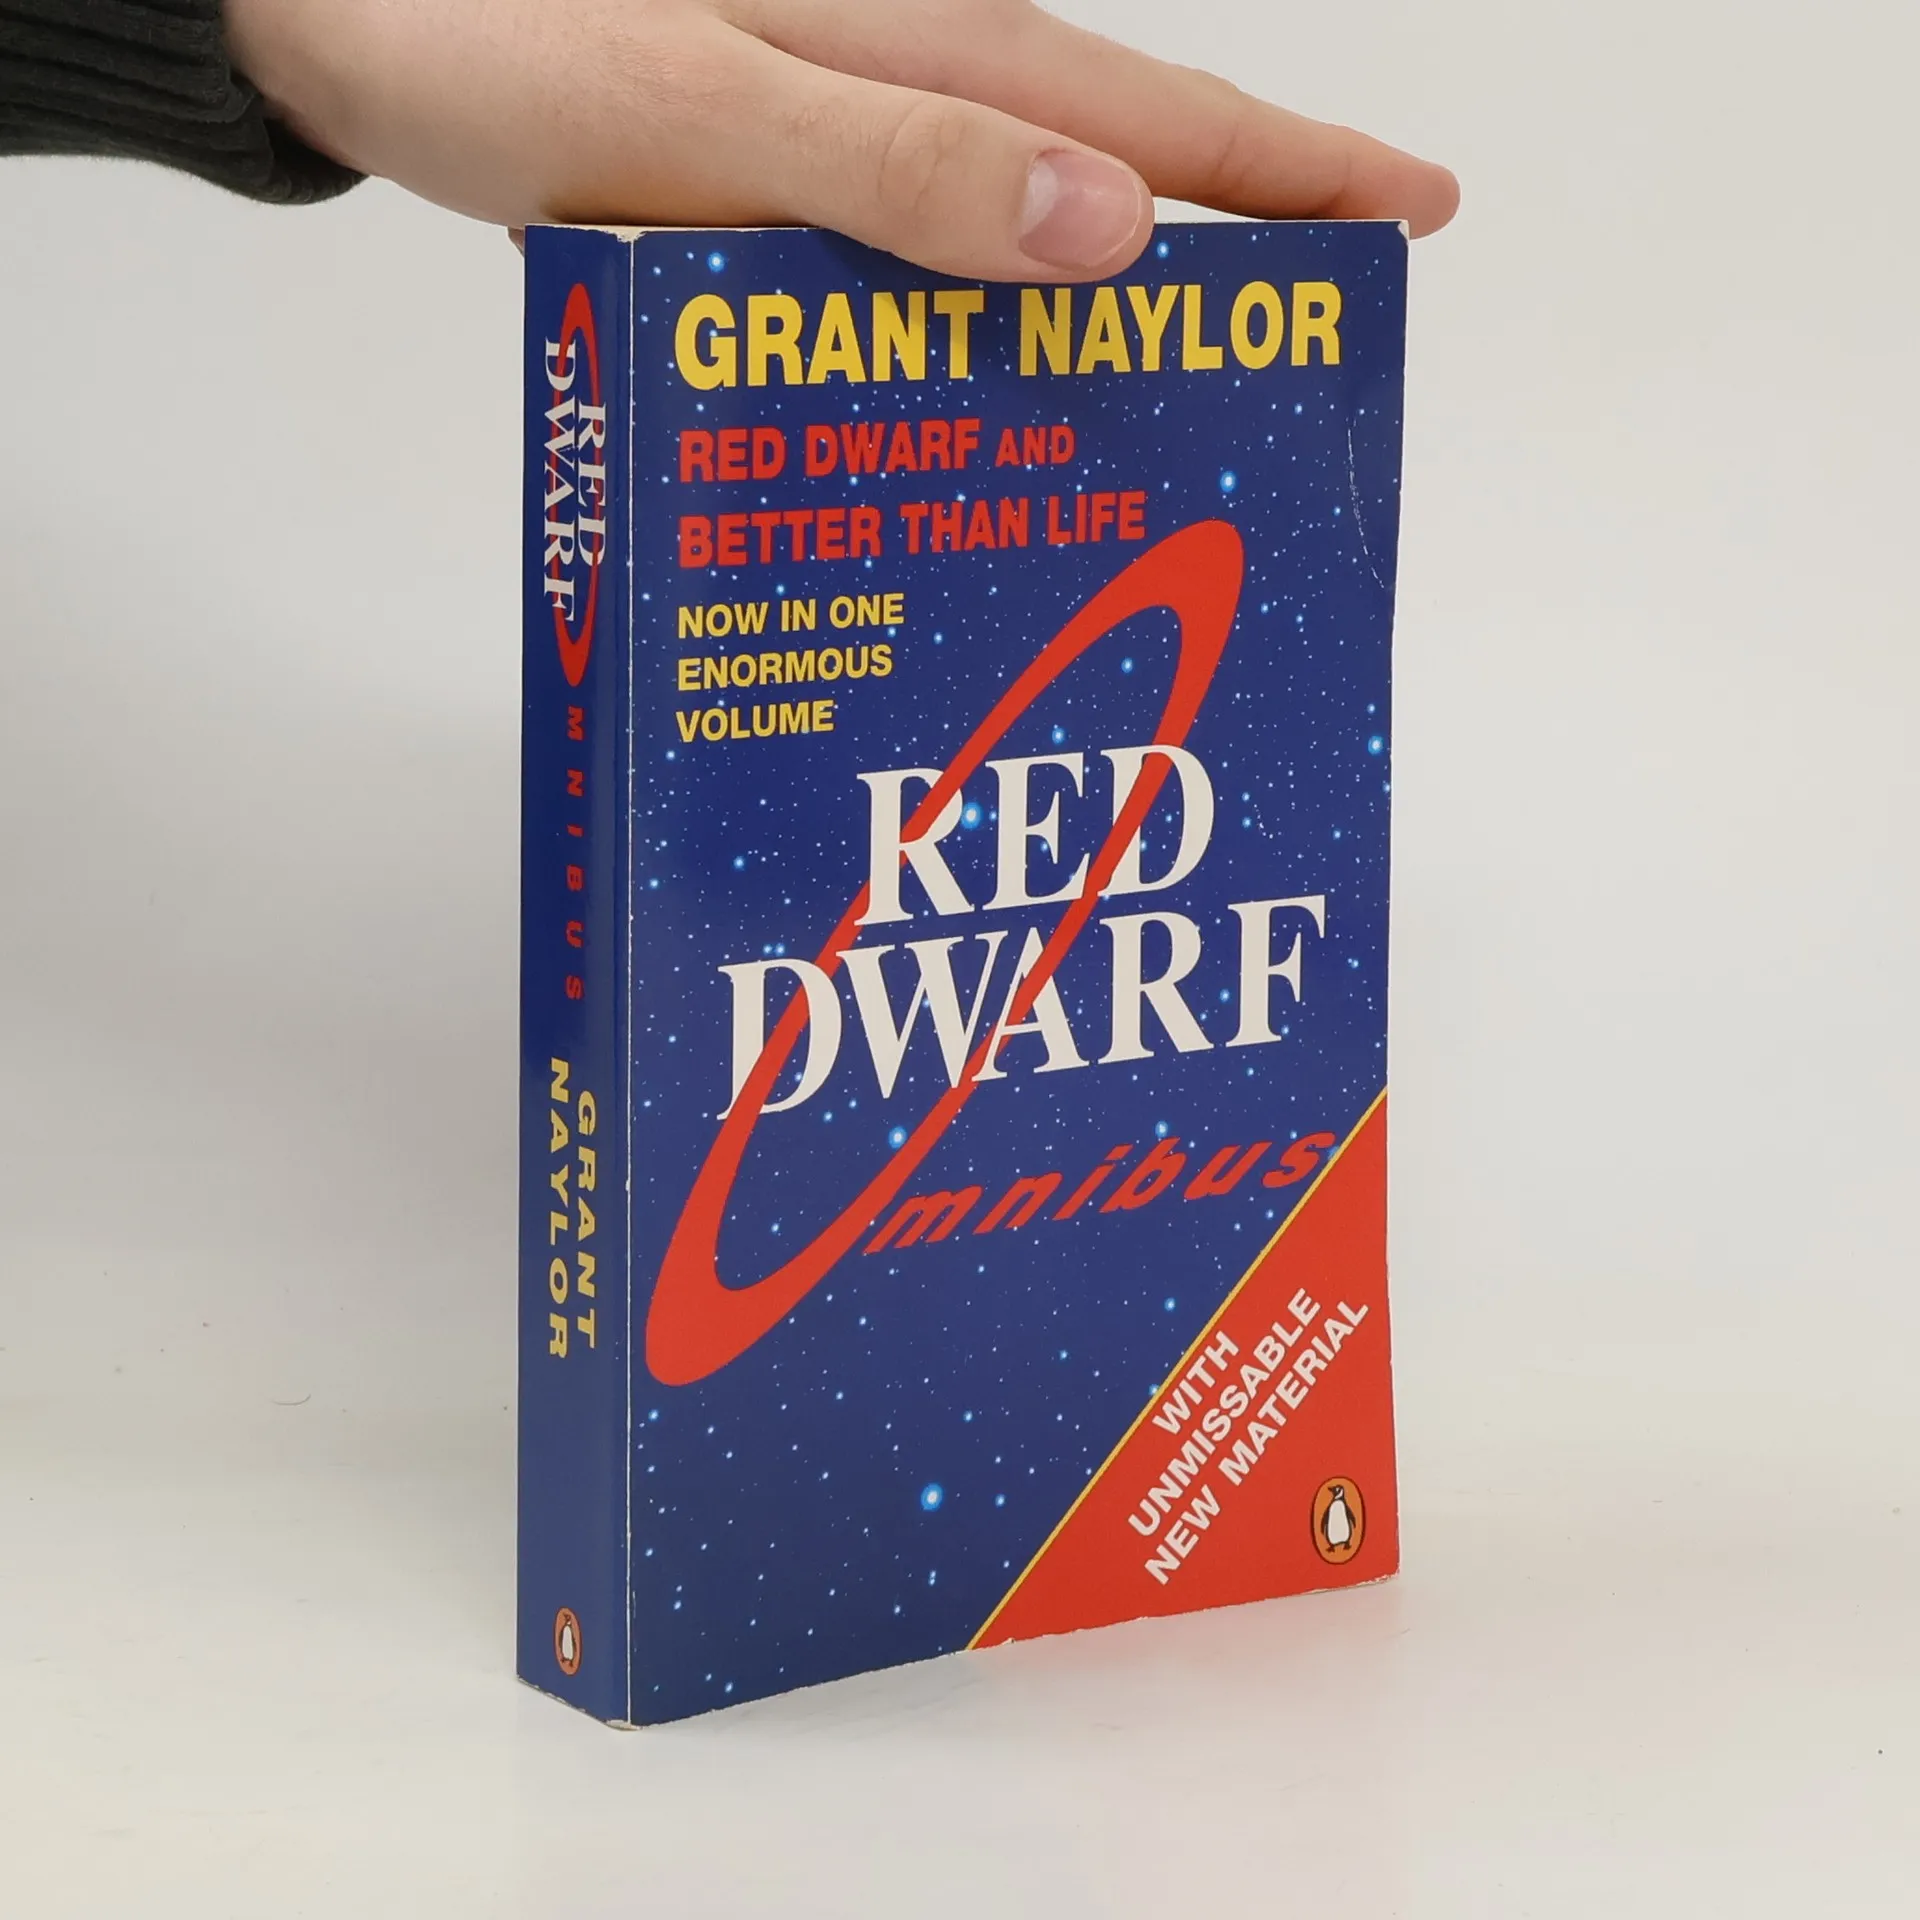 RED
DWARF
OMNIBUS
GRANT
NAYLOR
GRANT NAYLOR
RED DWARF AND
BETTER THAN LIFE
NOW IN ONE
ENORMOUS
VOLUME
RED
DWARF
Omnibus
WITH
UNMISSABLE
NEW MATERIAL